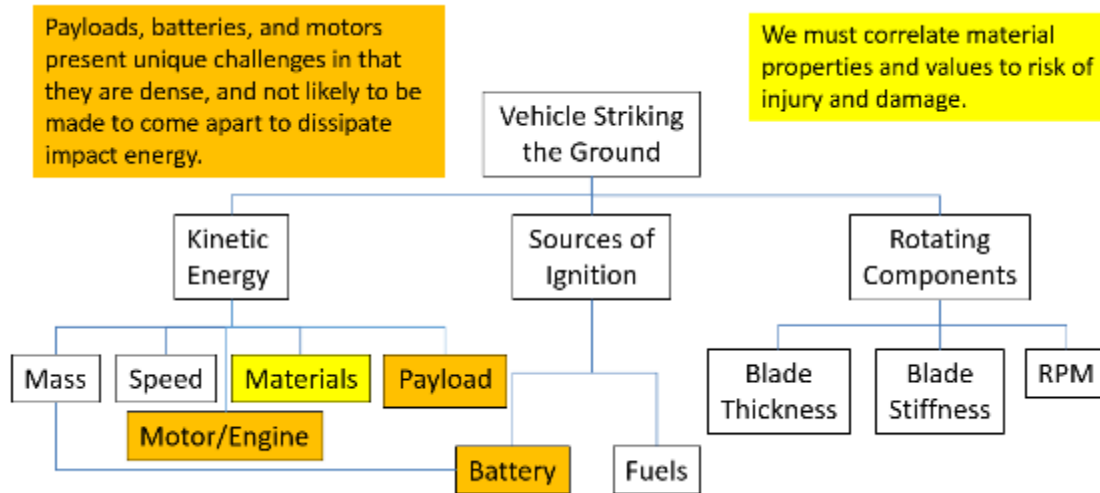 Payloads, batteries, and motors
present unique challenges in that
they are dense, and not likely to be
made to come apart to dissipate
impact energy.
We must correlate material
properties and values to risk of
injury and damage.
Vehicle Striking
the Ground
Kinetic
Energy
Sources of
Ignition
Rotating
Components
Mass
Speed
Materials
Payload
Motor/Engine
Battery
Fuels
Blade
Thickness
Blade
Stiffness
RPM